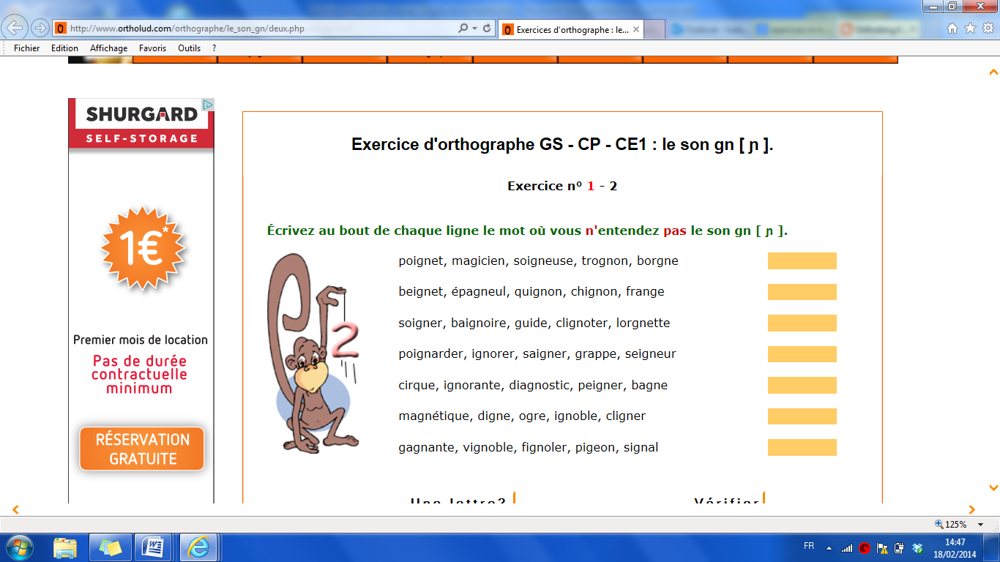 http://www.ortholud.com/orthographe/le_son_gn/deux.php
Exercices d'orthographe : le...
Fichier Edition Affichage Favoris Outils ?
SHURGARD
SELF-STORAGE
1€*
Premier mois de location
Pas de durée
contractuelle
minimum
RÉSERVATION
GRATUITE
Exercice d'orthographe GS - CP - CE1 : le son gn [ ɲ ].
Exercice n° 1 - 2
Écrivez au bout de chaque ligne le mot où vous n'entendez pas le son gn [ ɲ ].
poignet, magicien, soigneuse, trognon, borgne
beignet, épagneul, quignon, chignon, frange
soigner, baignoire, guide, clignoter, lorgnette
poignarder, ignorer, saigner, grappe, seigneur
cirque, ignorante, diagnostic, peigner, bagne
magnétique, digne, ogre, ignoble, cligner
gagnante, vignoble, fignoler, pigeon, signal
2
Une lettre? Vérifier
125%
FR
14:47
18/02/2014